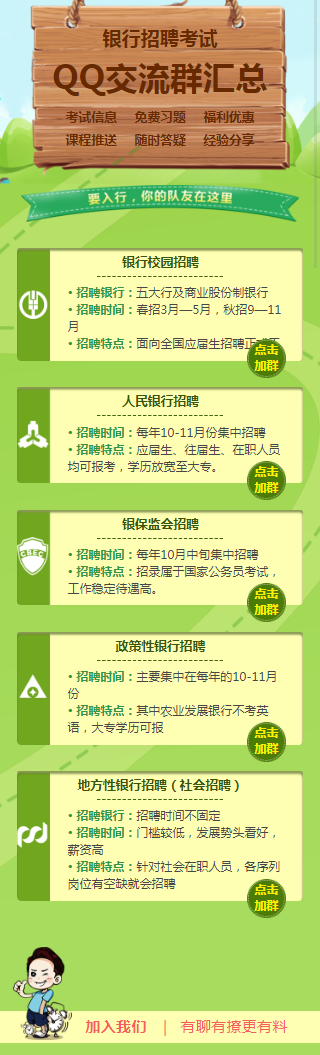 银行招聘考试
QQ交流群汇总
考试信息 免费习题 福利优惠
课程推送 随时答疑 经验分享
要入行，你的队友在这里
银行校园招聘
• 招聘银行：五大行及商业股份制银行
• 招聘时间：春招3月—5月，秋招9—11
月
• 招聘特点：面向全国应届生招聘正
点击
加群
人民银行招聘
• 招聘时间：每年10-11月份集中招聘
• 招聘特点：应届生、往届生、在职人员
均可报考，学历放宽至大专。
点击
加群
银保监会招聘
CBRC
• 招聘时间：每年10月中旬集中招聘
• 招聘特点：招录属于国家公务员考试，
工作稳定待遇高。
点击
加群
政策性银行招聘
• 招聘时间：主要集中在每年的10-11月
份
• 招聘特点：其中农业发展银行不考英
语，大专学历可报
点击
加群
地方性银行招聘（社会招聘）
• 招聘银行：招聘时间不固定
• 招聘时间：门槛较低，发展势头看好，
薪资高
• 招聘特点：针对社会在职人员，各序列
岗位有空缺就会招聘
点击
加群
加入我们 | 有聊有撩更有料